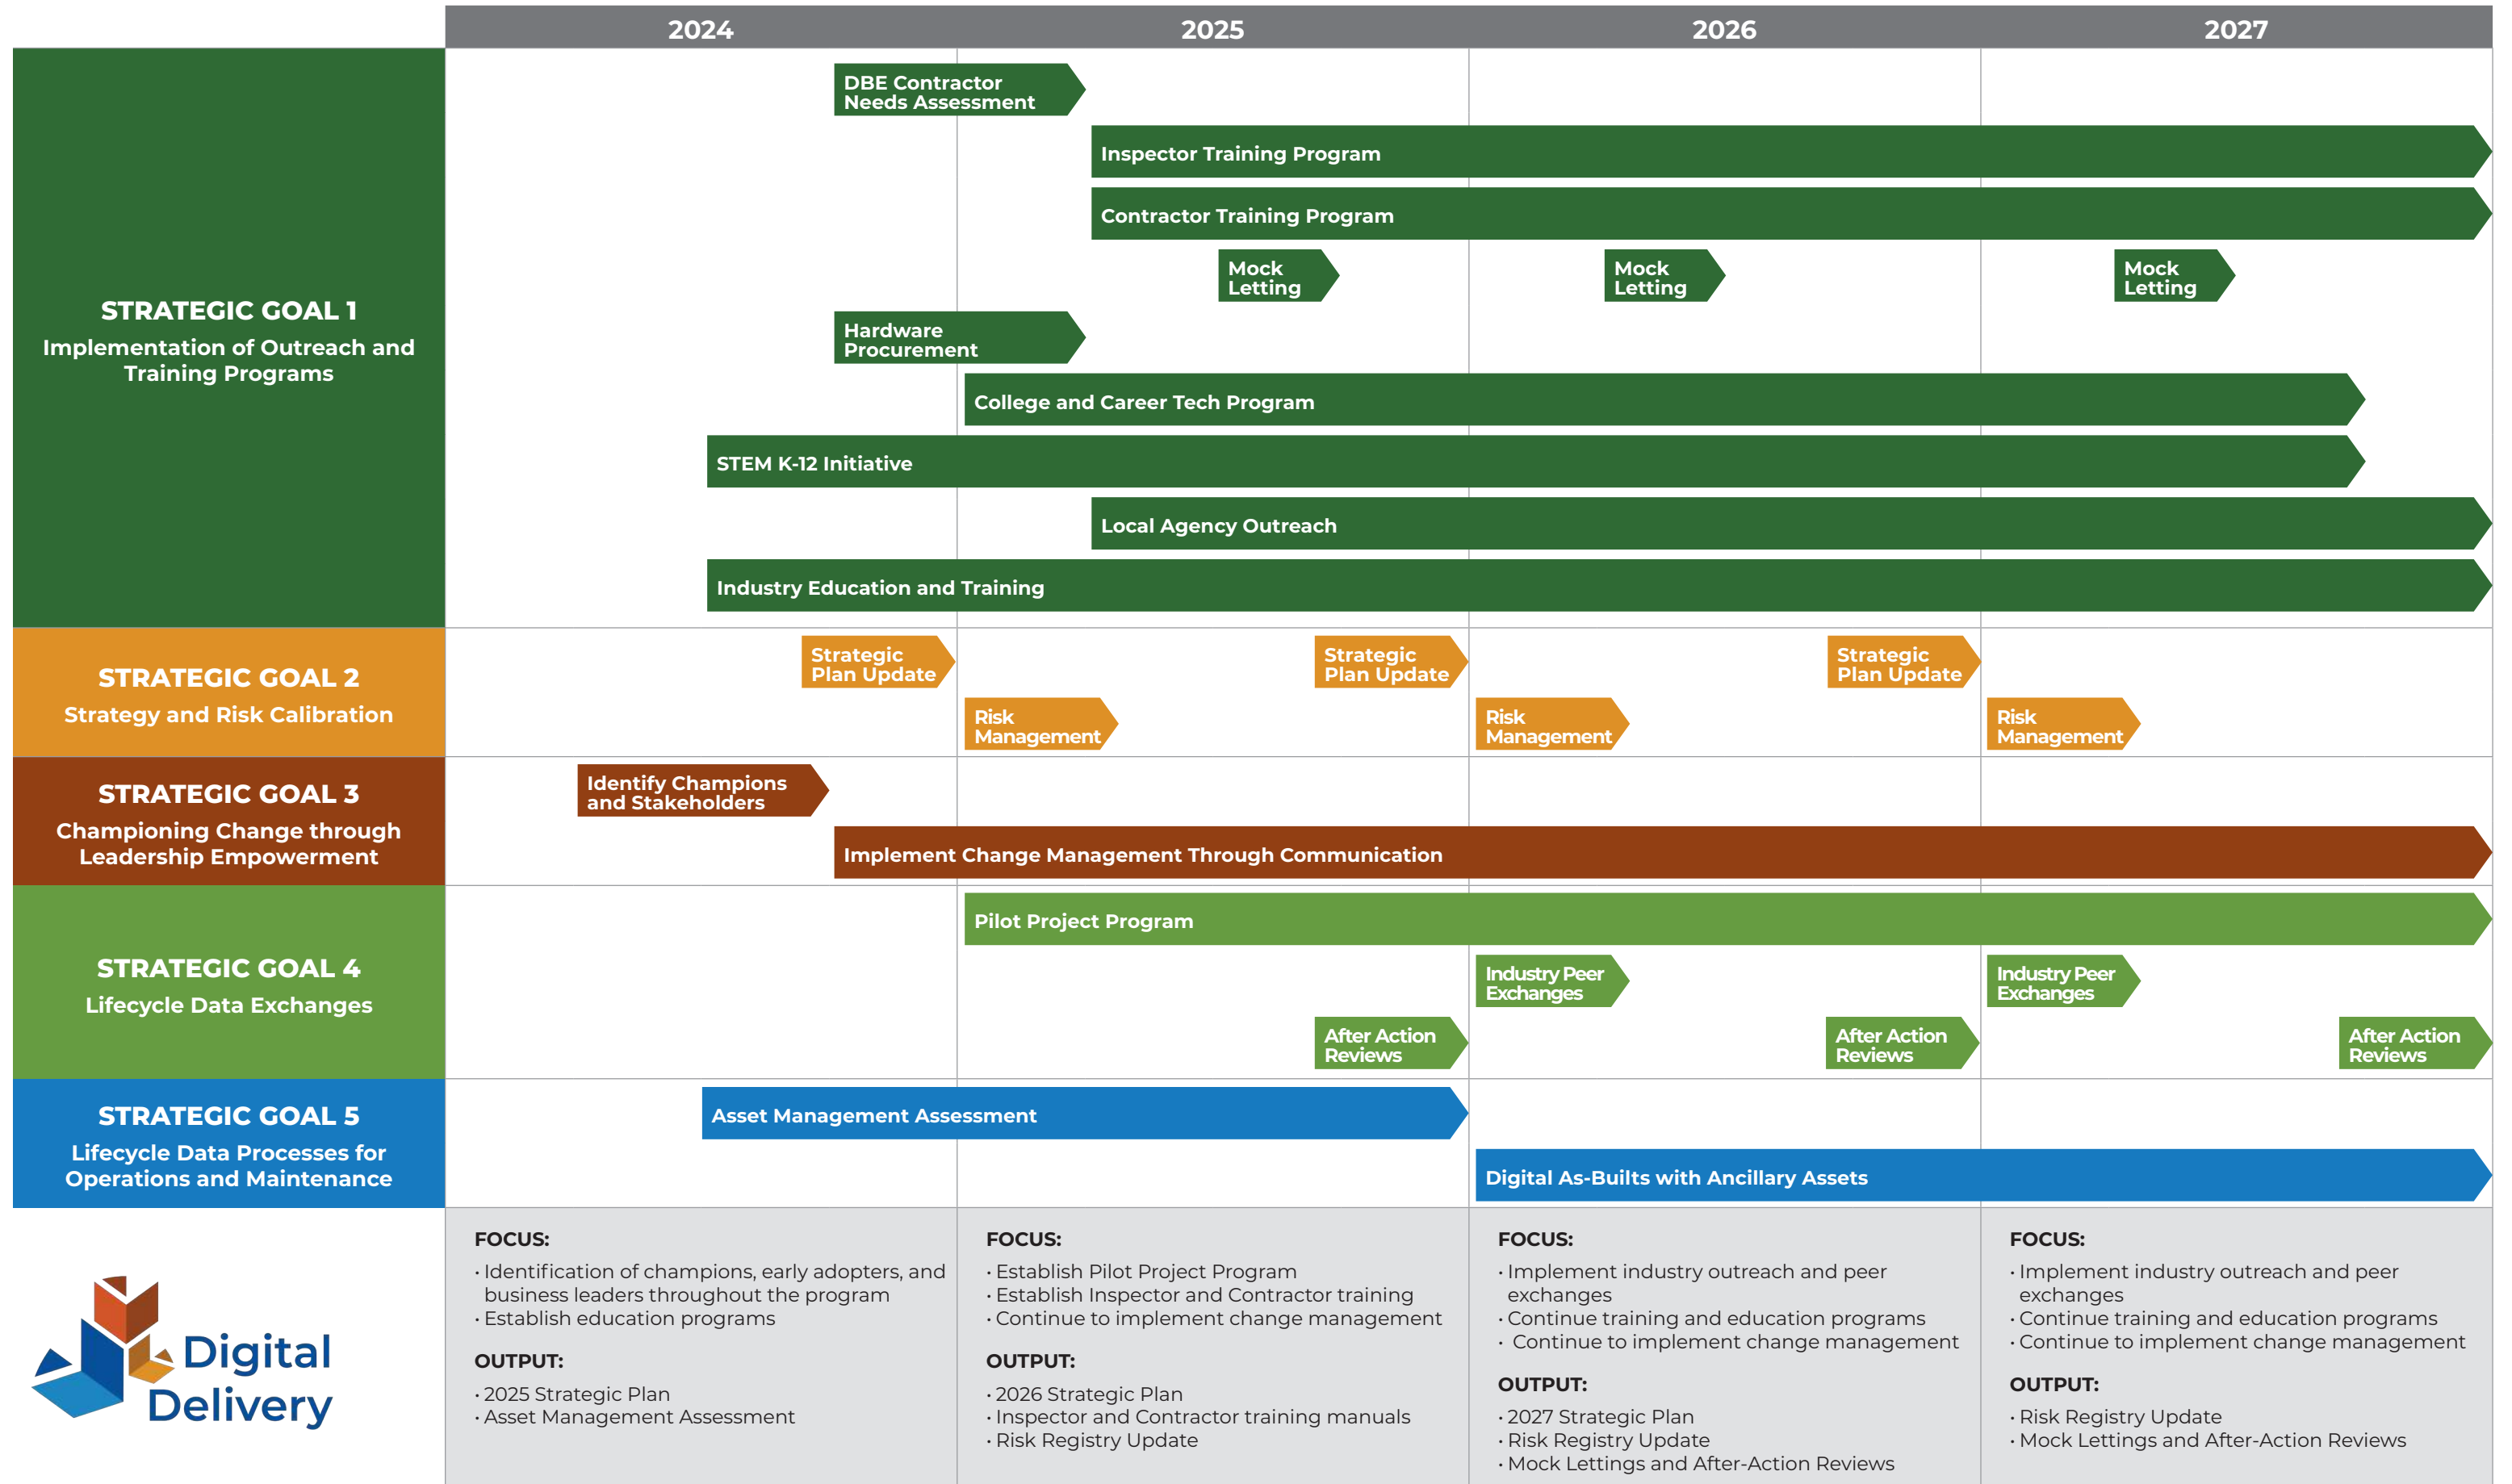 2024 2025 2026 2027
STRATEGIC GOAL 1
Implementation of Outreach and
Training Programs
DBE Contractor
Needs Assessment
Inspector Training Program
Contractor Training Program
Mock
Letting
Mock
Letting
Mock
Letting
Hardware
Procurement
College and Career Tech Program
STEM K-12 Initiative
Local Agency Outreach
Industry Education and Training
STRATEGIC GOAL 2
Strategy and Risk Calibration
Strategic
Plan Update
Strategic
Plan Update
Strategic
Plan Update
Risk
Management
Risk
Management
Risk
Management
STRATEGIC GOAL 3
Championing Change through
Leadership Empowerment
Identify Champions
and Stakeholders
Implement Change Management Through Communication
STRATEGIC GOAL 4
Lifecycle Data Exchanges
Pilot Project Program
Industry Peer
Exchanges
Industry Peer
Exchanges
After Action
Reviews
After Action
Reviews
After Action
Reviews
STRATEGIC GOAL 5
Lifecycle Data Processes for
Operations and Maintenance
Asset Management Assessment
Digital As-Builts with Ancillary Assets
Digital
Delivery
FOCUS:
· Identification of champions, early adopters, and
business leaders throughout the program
· Establish education programs
OUTPUT:
· 2025 Strategic Plan
· Asset Management Assessment
FOCUS:
· Establish Pilot Project Program
· Establish Inspector and Contractor training
· Continue to implement change management
OUTPUT:
· 2026 Strategic Plan
· Inspector and Contractor training manuals
· Risk Registry Update
FOCUS:
· Implement industry outreach and peer
exchanges
· Continue training and education programs
· Continue to implement change management
OUTPUT:
· 2027 Strategic Plan
· Risk Registry Update
· Mock Lettings and After-Action Reviews
FOCUS:
· Implement industry outreach and peer
exchanges
· Continue training and education programs
· Continue to implement change management
OUTPUT:
· Risk Registry Update
· Mock Lettings and After-Action Reviews